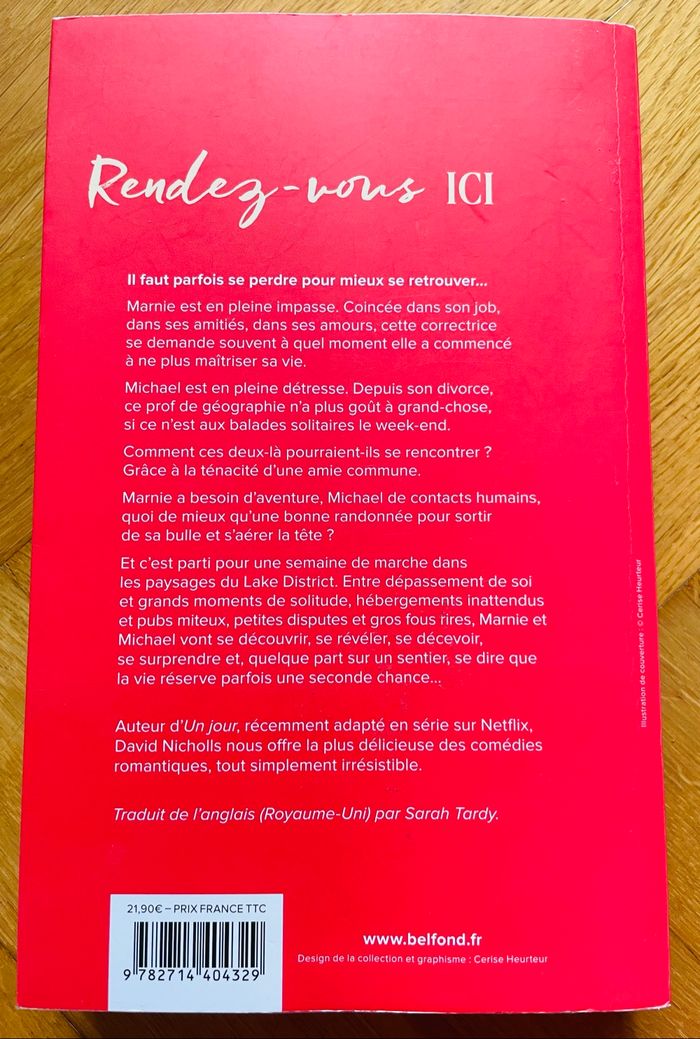 Rendez-vous ICI
Il faut parfois se perdre pour mieux se retrouver...
Marnie est en pleine impasse. Coincée dans son job,
dans ses amitiés, dans ses amours, cette correctrice
se demande souvent à quel moment elle a commencé
à ne plus maîtriser sa vie.
Michael est en pleine détresse. Depuis son divorce,
ce prof de géographie n'a plus goût à grand-chose,
si ce n'est aux balades solitaires le week-end.
Comment ces deux-là pourraient-ils se rencontrer ?
Grâce à la ténacité d'une amie commune.
Marnie a besoin d'aventure, Michael de contacts humains,
quoi de mieux qu'une bonne randonnée pour sortir
de sa bulle et s'aérer la tête ?
Et c'est parti pour une semaine de marche dans
les paysages du Lake District. Entre dépassement de soi
et grands moments de solitude, hébergements inattendus
et pubs miteux, petites disputes et gros fous rires, Marnie et
Michael vont se découvrir, se révéler, se décevoir,
se surprendre et, quelque part sur un sentier, se dire que
la vie réserve parfois une seconde chance...
Auteur d'Un jour, récemment adapté en série sur Netflix,
David Nicholls nous offre la plus délicieuse des comédies
romantiques, tout simplement irrésistible.
Traduit de l'anglais (Royaume-Uni) par Sarah Tardy.
21,90€ – PRIX FRANCE TTC
9 782714 404329
www.belfond.fr
Design de la collection et graphisme : Cerise Heurteur
Illustration de couverture : © Cerise Heurteur